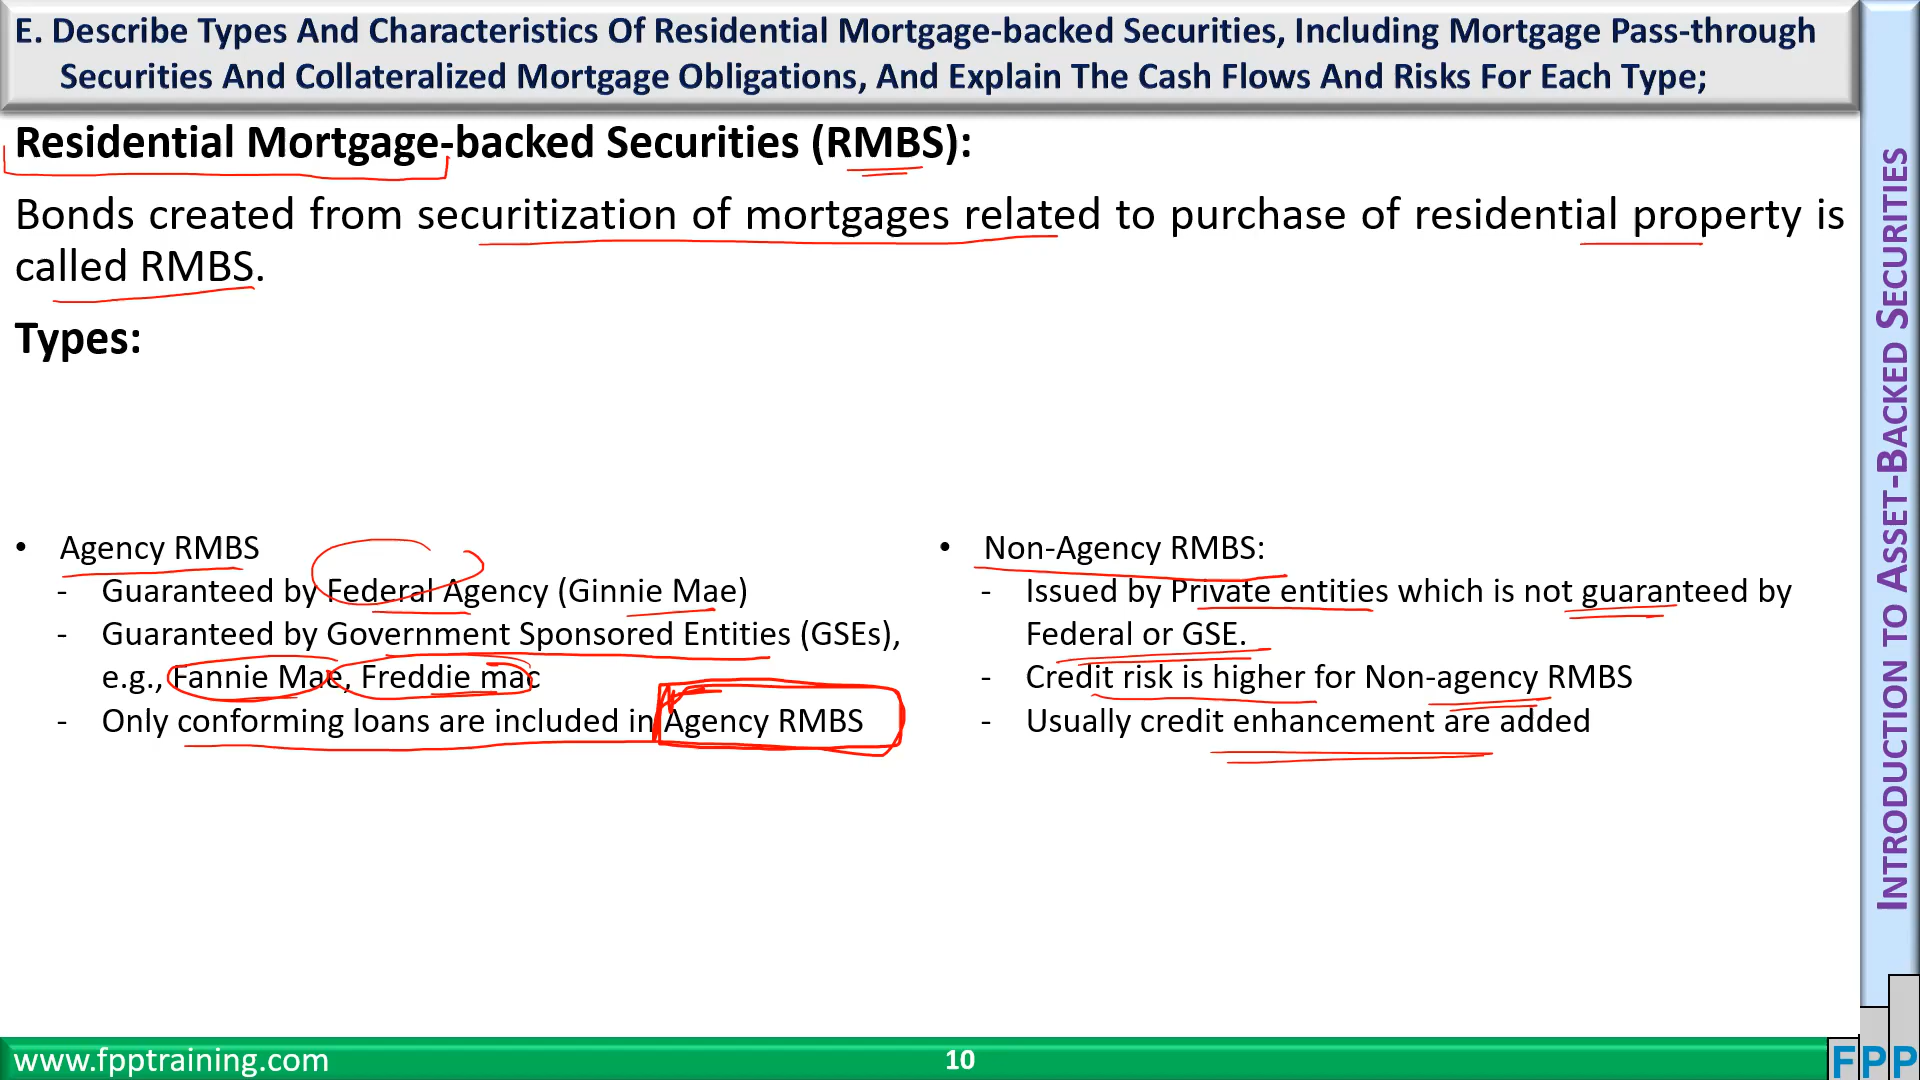 E. Describe Types And Characteristics Of Residential Mortgage-backed Securities, Including Mortgage Pass-through
Securities And Collateralized Mortgage Obligations, And Explain The Cash Flows And Risks For Each Type;
Residential Mortgage-backed Securities (RMBS):
Bonds created from securitization of mortgages related to purchase of residential property is
called RMBS.
Types:
• Agency RMBS
- Guaranteed by Federal Agency (Ginnie Mae)
- Guaranteed by Government Sponsored Entities (GSEs),
e.g., Fannie Mae, Freddie mac
- Only conforming loans are included in Agency RMBS
• Non-Agency RMBS:
- Issued by Private entities which is not guaranteed by
Federal or GSE.
- Credit risk is higher for Non-agency RMBS
- Usually credit enhancement are added
INTRODUCTION TO ASSET-BACKED SECURITIES
www.fpptraining.com
10
FPP